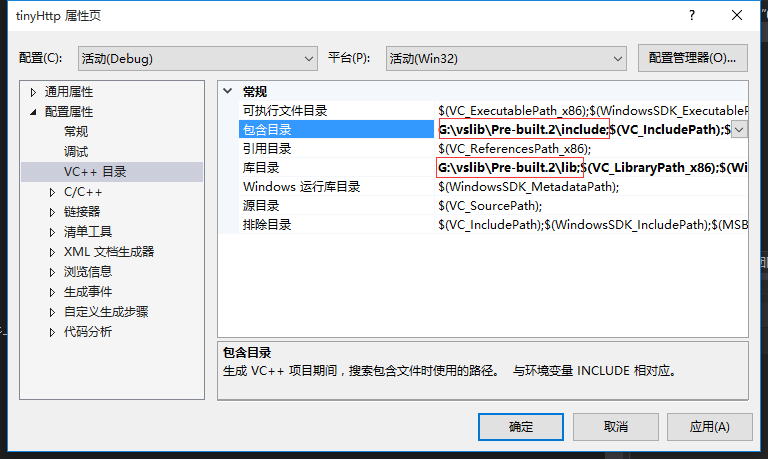 tinyHttp 属性页
配置(C): 活动(Debug) 平台(P): 活动(Win32) 配置管理器(O)...
通用属性
配置属性
常规
调试
VC++ 目录
C/C++
链接器
清单工具
XML 文档生成器
浏览信息
生成事件
自定义生成步骤
代码分析
常规
可执行文件目录 $(VC_ExecutablePath_x86);$(WindowsSDK_ExecutableP
包含目录 G:\vslib\Pre-built.2\include;$(VC_IncludePath);$
引用目录 $(VC_ReferencesPath_x86);
库目录 G:\vslib\Pre-built.2\lib;$(VC_LibraryPath_x86);$(Wi
Windows 运行库目录 $(WindowsSDK_MetadataPath);
源目录 $(VC_SourcePath);
排除目录 $(VC_IncludePath);$(WindowsSDK_IncludePath);$(MSB
包含目录
生成 VC++ 项目期间，搜索包含文件时使用的路径。 与环境变量 INCLUDE 相对应。
确定 取消 应用(A)